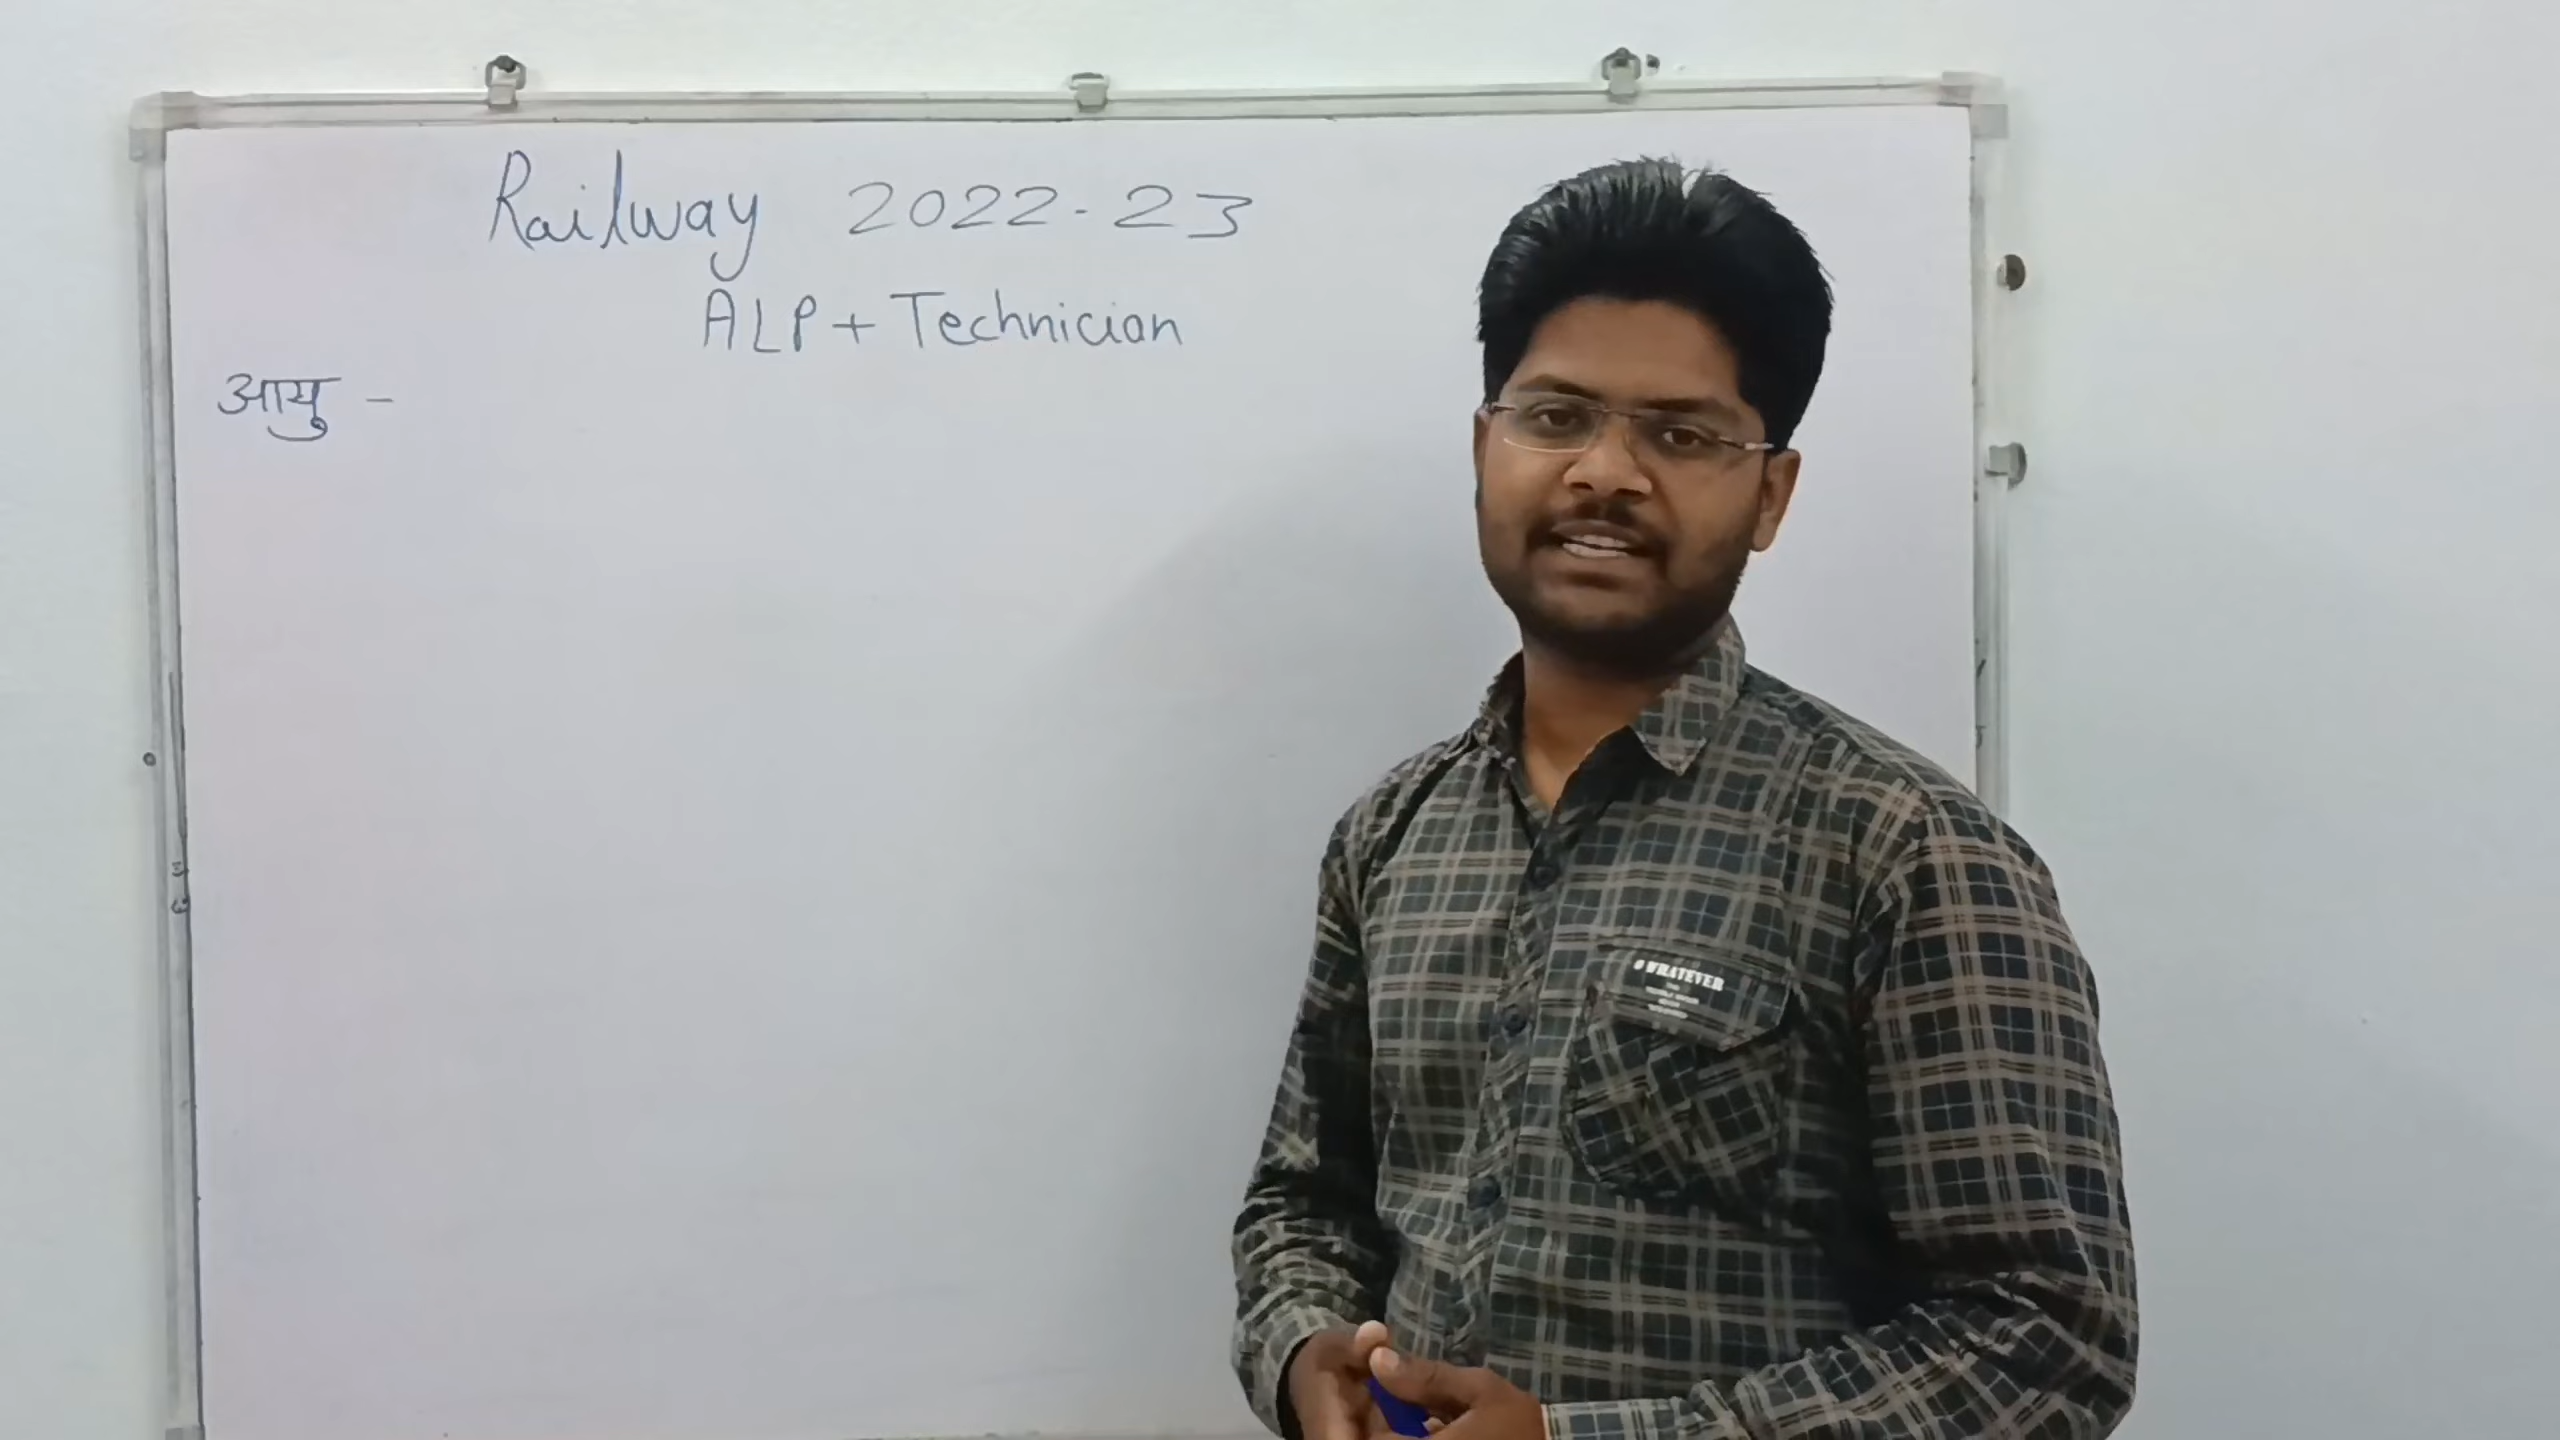 Railway 2022-23
ALP + Technician
आयु -
# WHATEVER